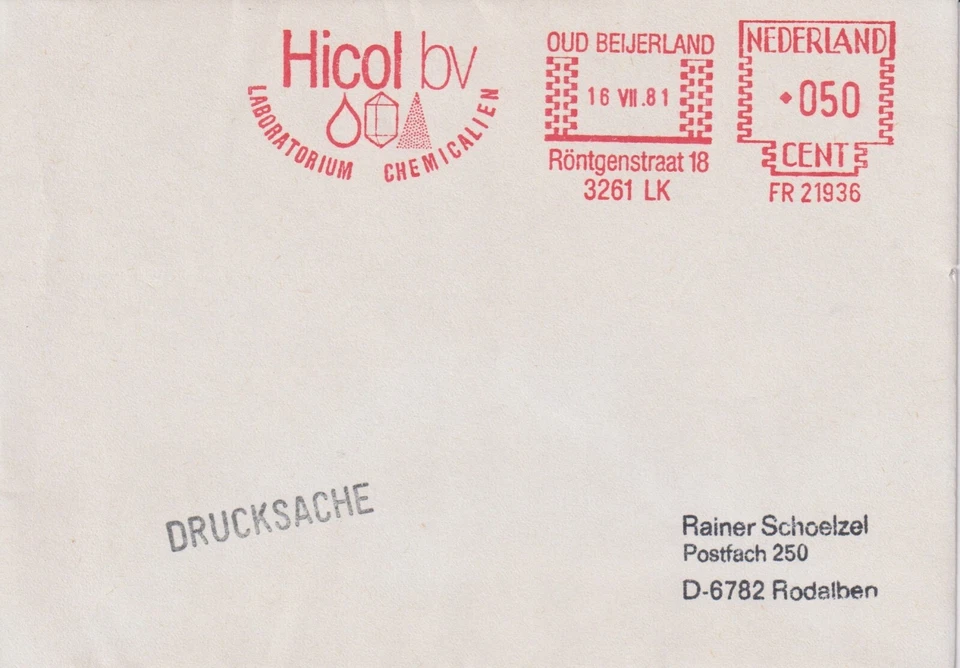 Hicol bv
LABORATORIUM CHEMICALIEN
OUD BEIJERLAND
16 VII.81
Röntgenstraat 18
3261 LK
NEDERLAND
050
CENT
FR 21936
DRUCKSACHE
Rainer Schoelzel
Postfach 250
D-6782 Rodalben